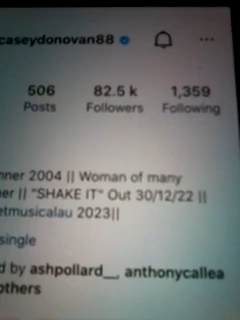 caseydonovan88
506 82.5 k 1,359
Posts Followers Following
nner 2004 || Woman of many
er || "SHAKE IT" Out 30/12/22 ||
etmusicalau 2023||
single
d by ashpollard__, anthonycallea
others